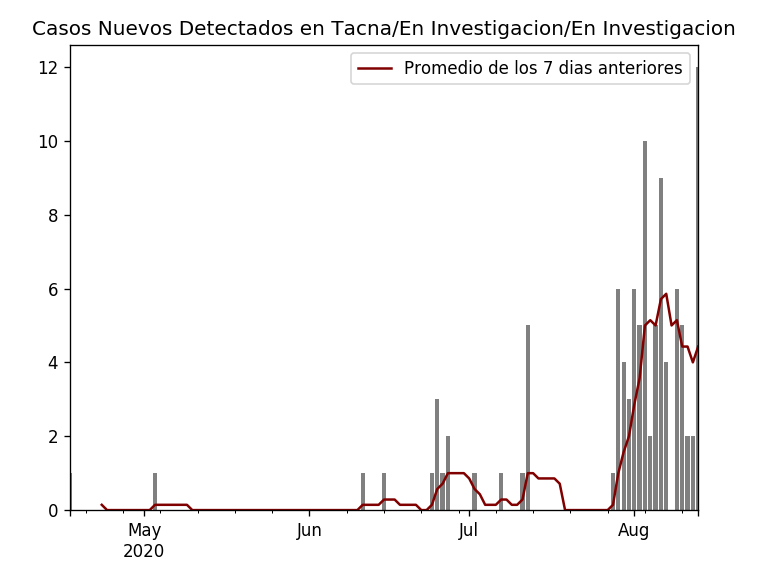 Casos Nuevos Detectados en Tacna/En Investigacion/En Investigacion
Promedio de los 7 dias anteriores
12
10
8
6
4
2
0
May Jun Jul Aug
2020